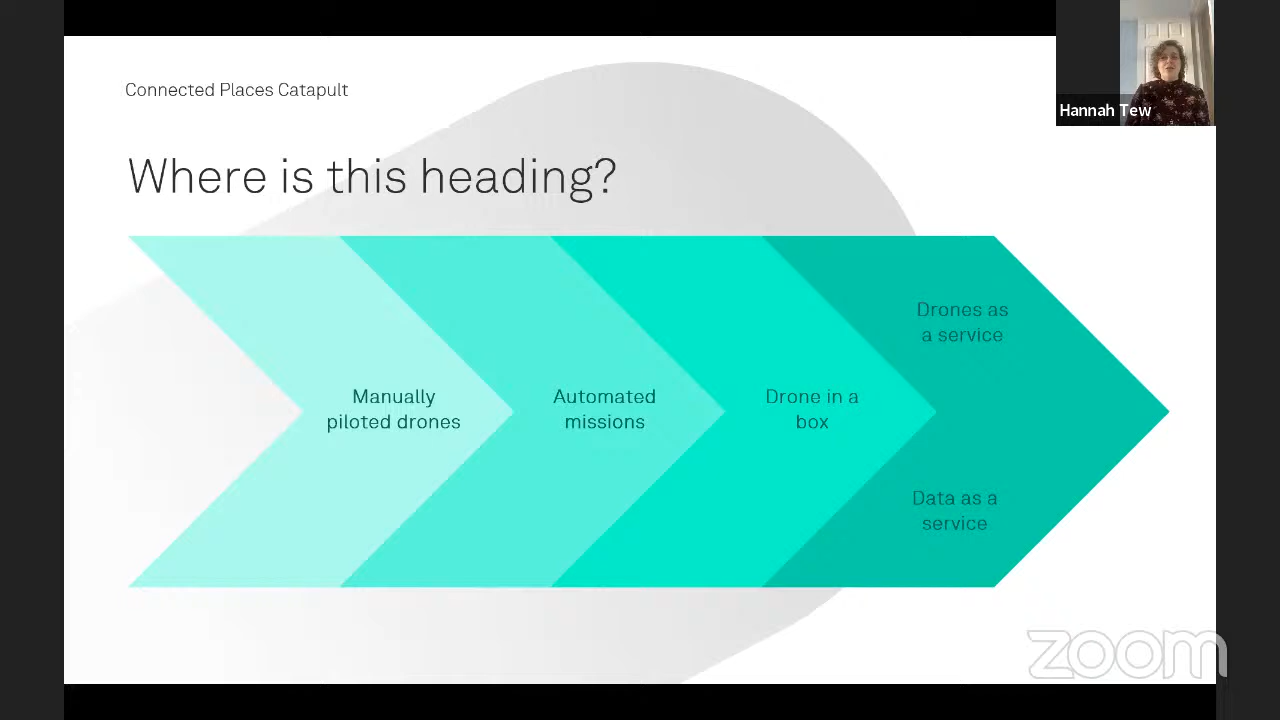 Connected Places Catapult
Hannah Tew
Where is this heading?
Drones as
a service
Manually
piloted drones
Automated
missions
Drone in a
box
Data as a
service
zoom